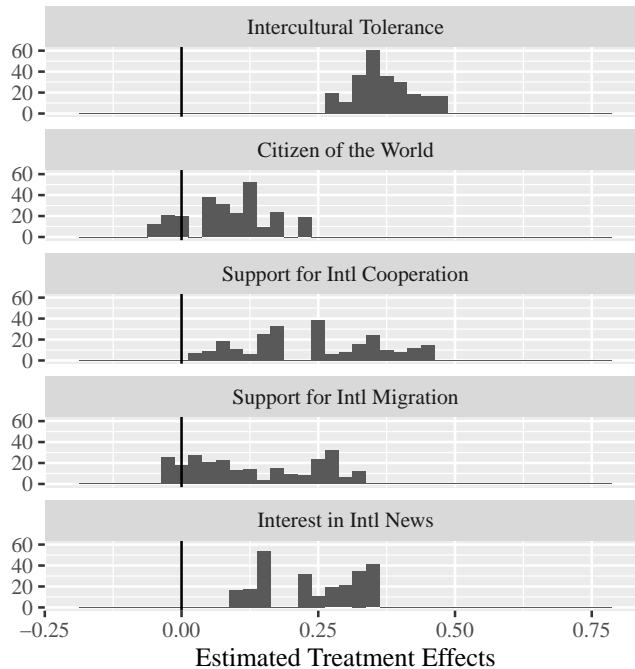 Intercultural Tolerance
60
40
20
0
Citizen of the World
60
40
20
0
Support for Intl Cooperation
60
40
20
0
Support for Intl Migration
60
40
20
0
Interest in Intl News
60
40
20
0
−0.25 0.00 0.25 0.50 0.75
Estimated Treatment Effects